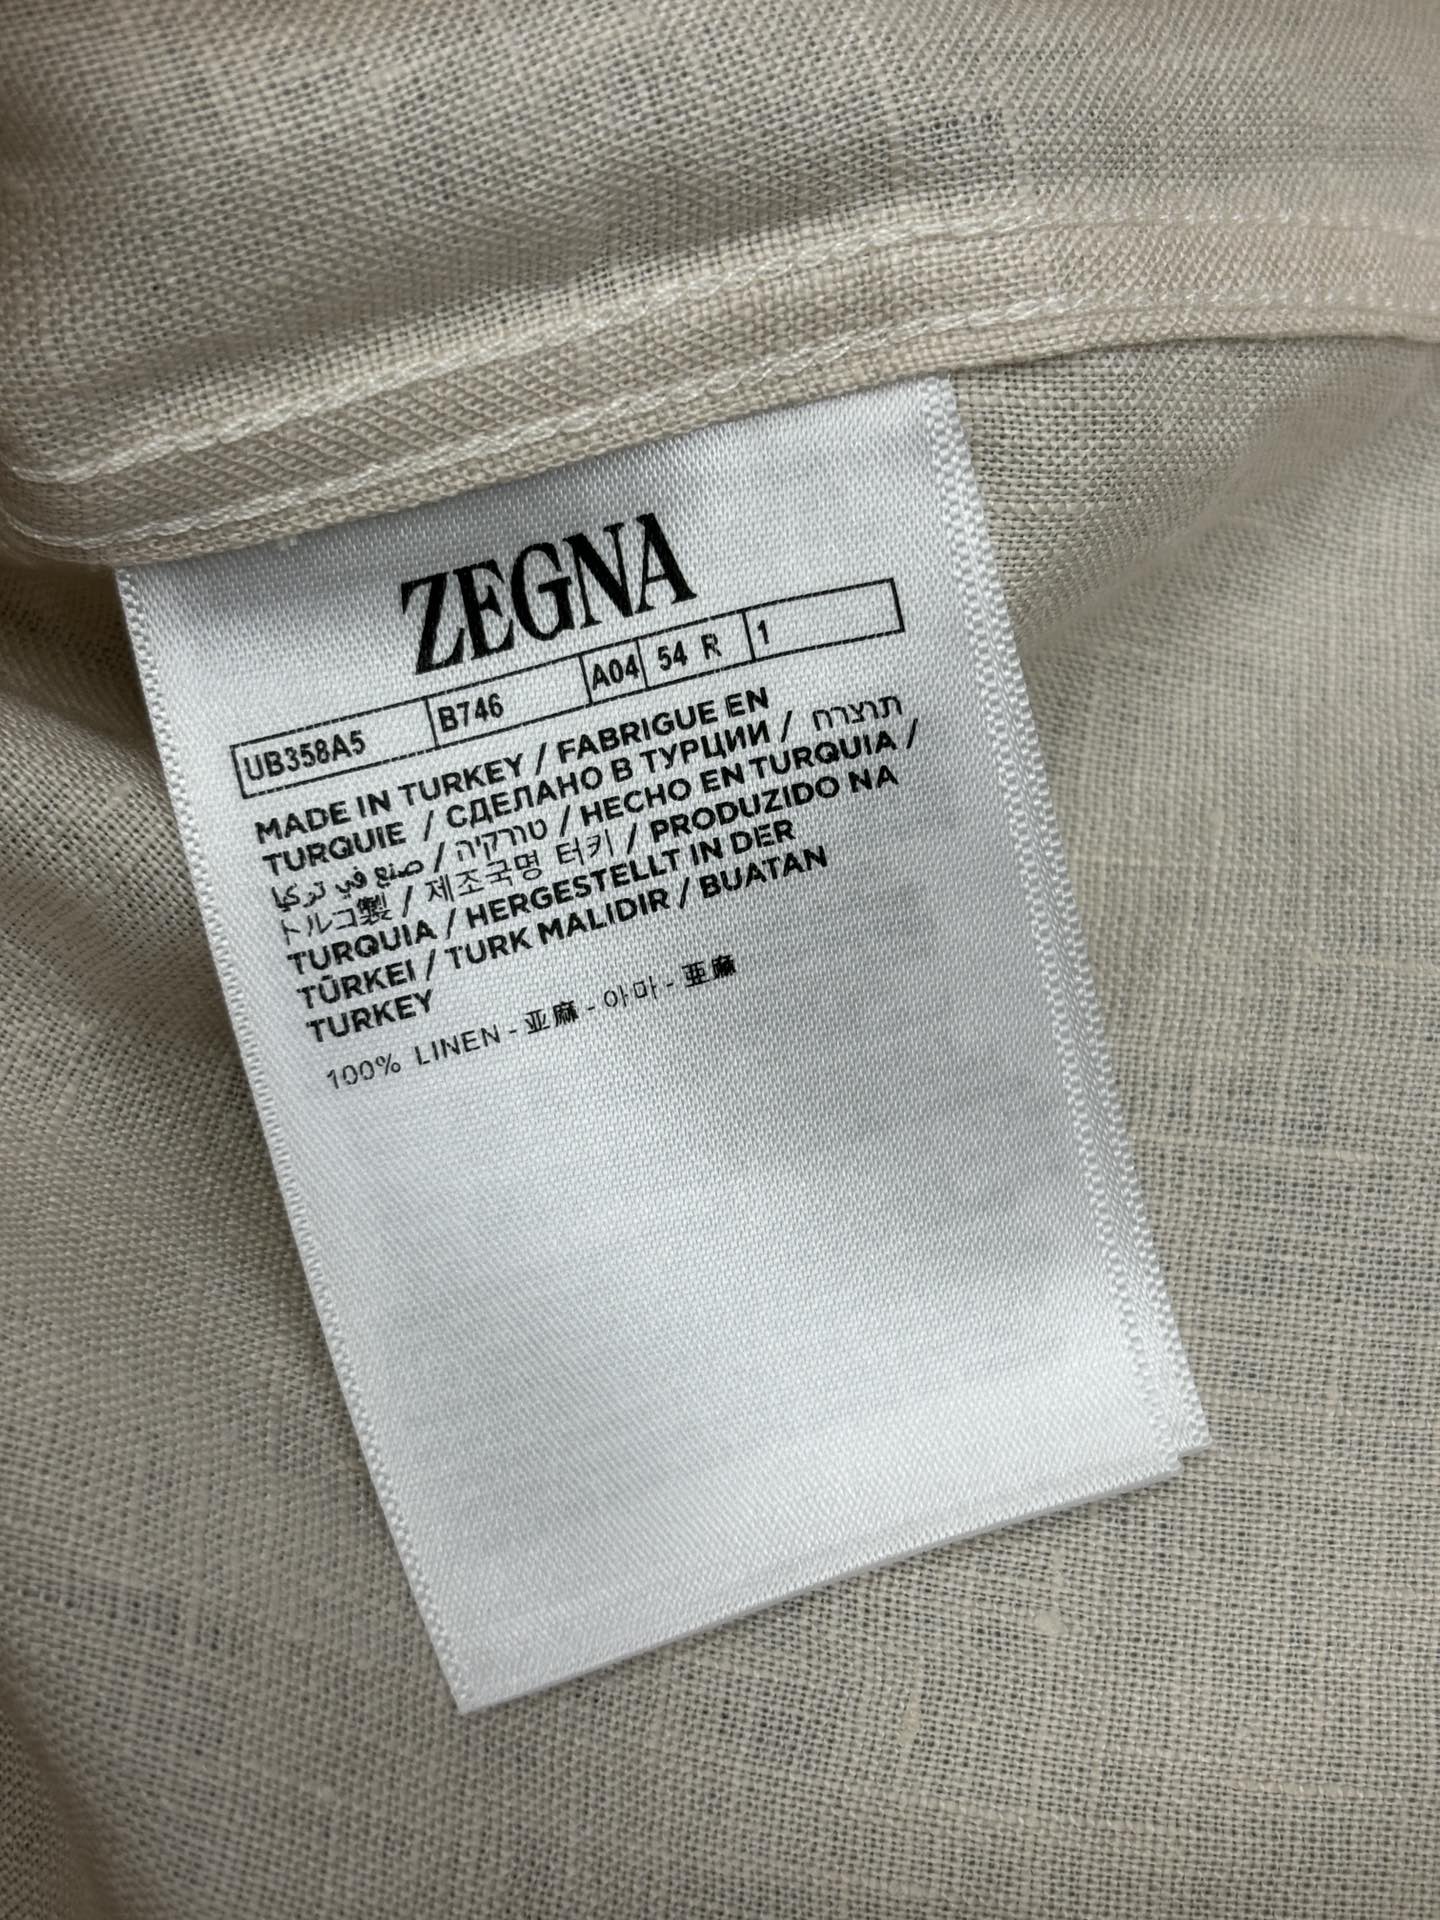 ZEGNA
UB358A5 B746 A04 54 R 1
MADE IN TURKEY / FABRIGUE EN
TURQUIE / СДЕЛАНО В ТУРЦИИ / תוצרת
صنع في تركيا / טורקיה / HECHO EN TURQUIA /
トルコ製 / 제조국명 터키 / PRODUZIDO NA
TURQUIA / HERGESTELLT IN DER
TÜRKEI / TURK MALIDIR / BUATAN
TURKEY
100% LINEN - 亚麻 - 아마 - 亜麻